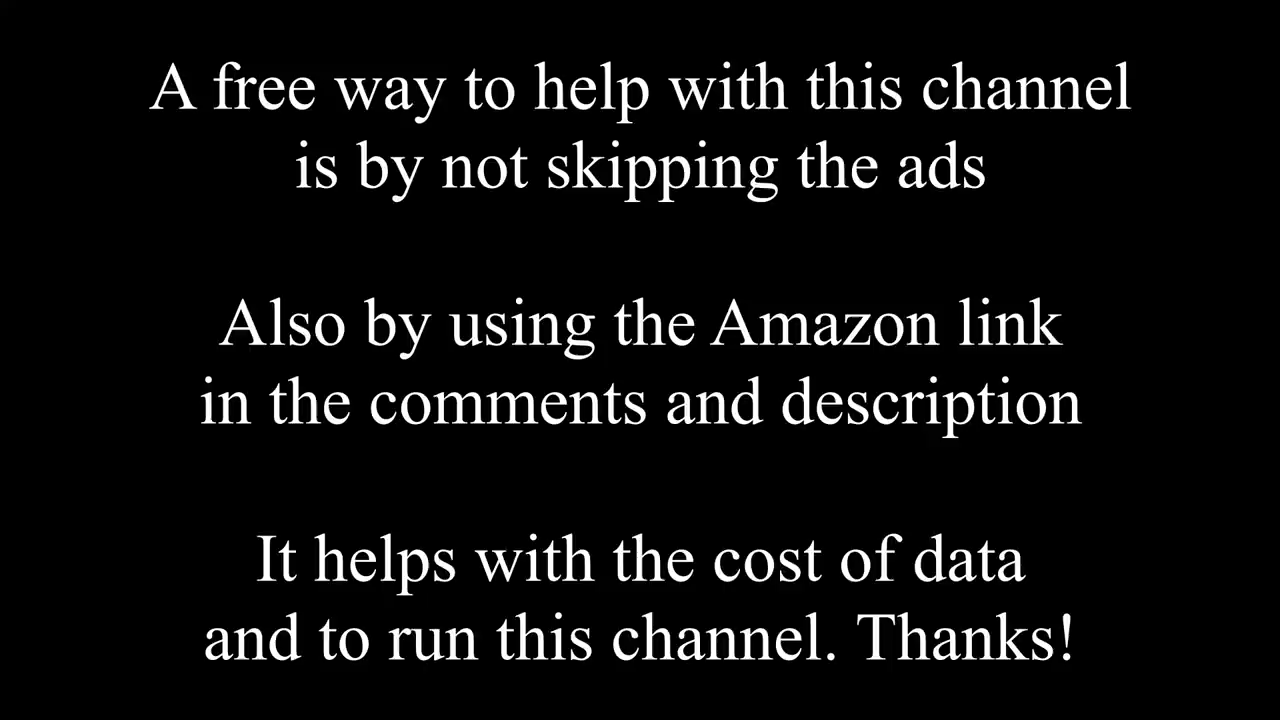 A free way to help with this channel
is by not skipping the ads
Also by using the Amazon link
in the comments and description
It helps with the cost of data
and to run this channel. Thanks!